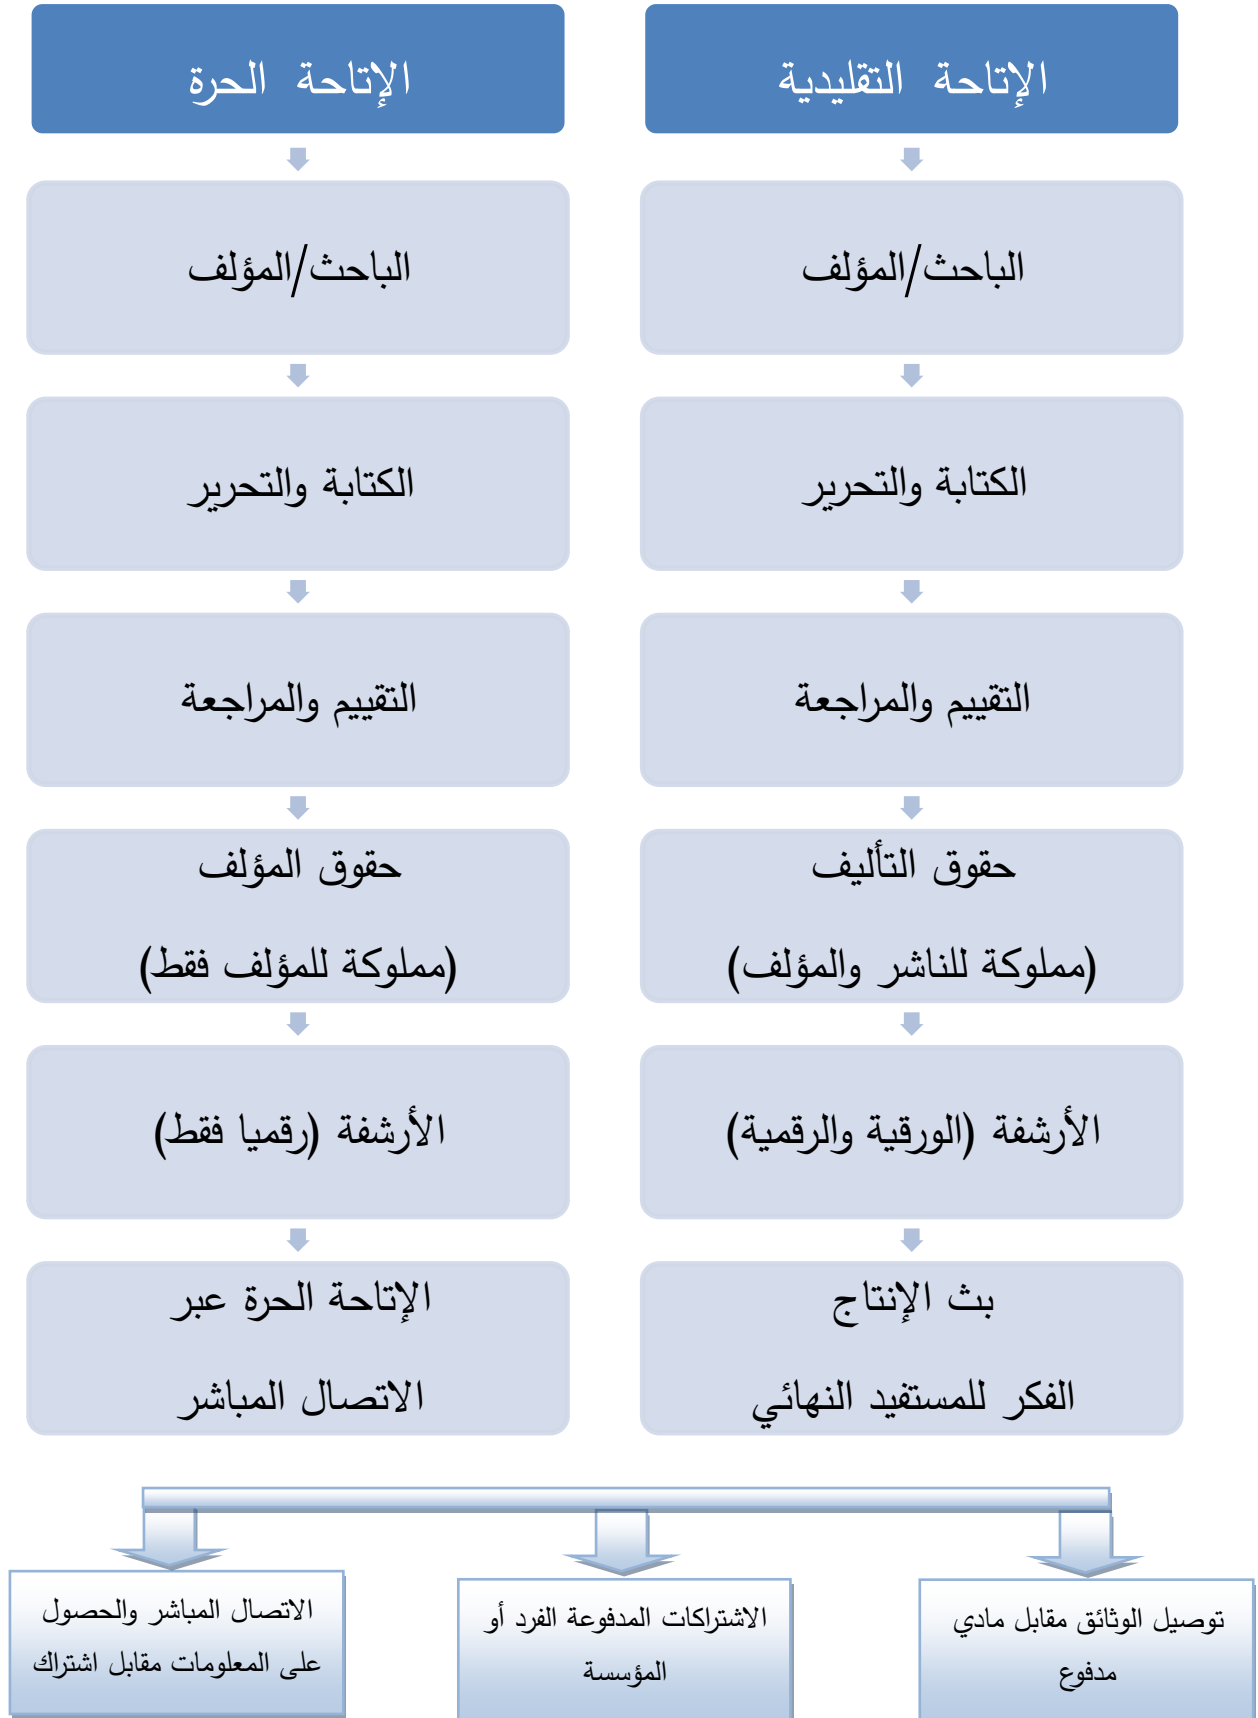 الإتاحة التقليدية
الباحث/المؤلف
الكتابة والتحرير
التقييم والمراجعة
حقوق التأليف
(مملوكة للناشر والمؤلف)
الأرشفة (الورقية والرقمية)
بث الإنتاج
الفكر للمستفيد النهائي
الإتاحة الحرة
الباحث/المؤلف
الكتابة والتحرير
التقييم والمراجعة
حقوق المؤلف
(مملوكة للمؤلف فقط)
الأرشفة (رقميا فقط)
الإتاحة الحرة عبر
الاتصال المباشر
توصيل الوثائق مقابل مادي
مدفوع
الاشتراكات المدفوعة الفرد أو
المؤسسة
الاتصال المباشر والحصول
على المعلومات مقابل اشتراك